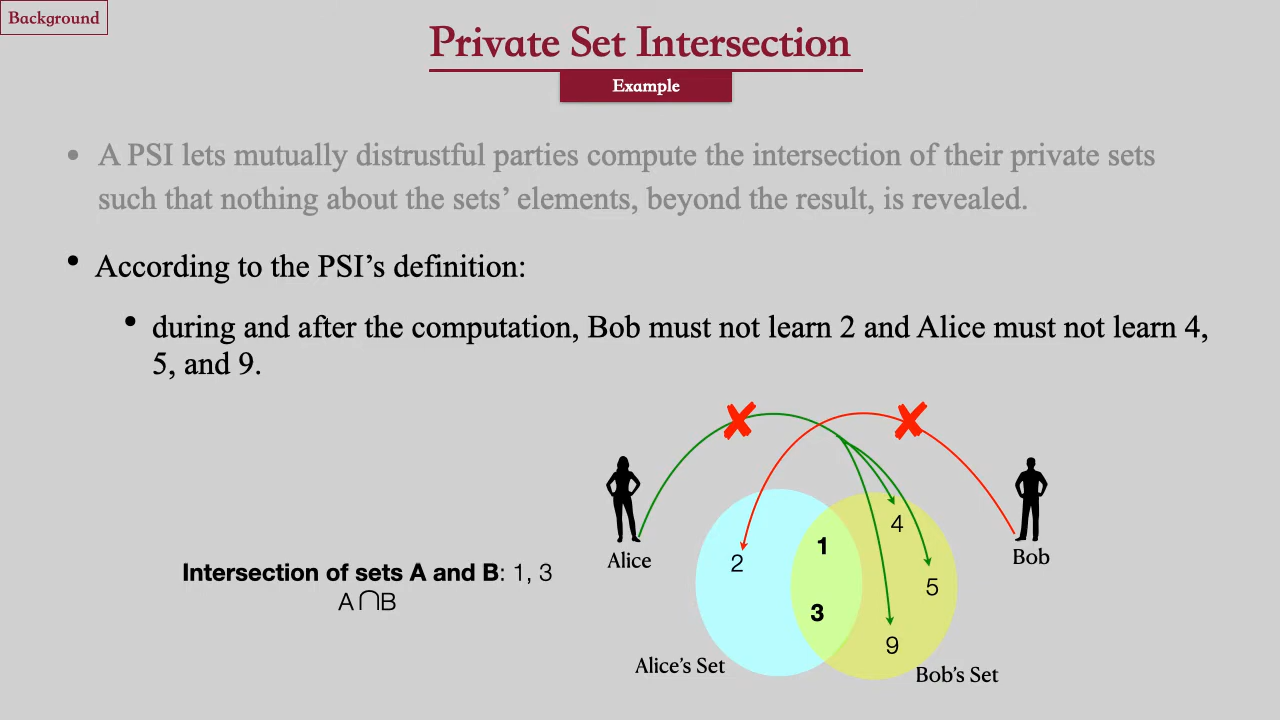 Background
Private Set Intersection
Example
• A PSI lets mutually distrustful parties compute the intersection of their private sets
such that nothing about the sets’ elements, beyond the result, is revealed.
• According to the PSI’s definition:
• during and after the computation, Bob must not learn 2 and Alice must not learn 4,
5, and 9.
Alice
Bob
Intersection of sets A and B: 1, 3
A⋂B
2
1
3
4
5
9
Alice’s Set
Bob’s Set